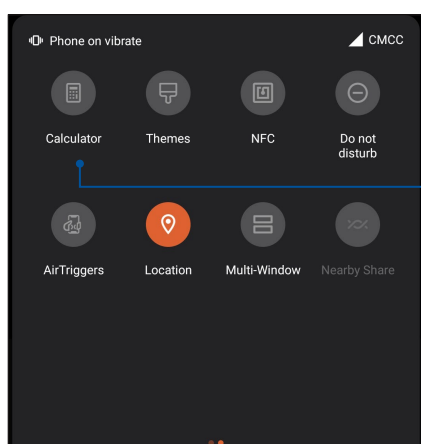 Phone on vibrate CMCC
Calculator Themes NFC Do not
disturb
AirTriggers Location Multi-Window Nearby Share